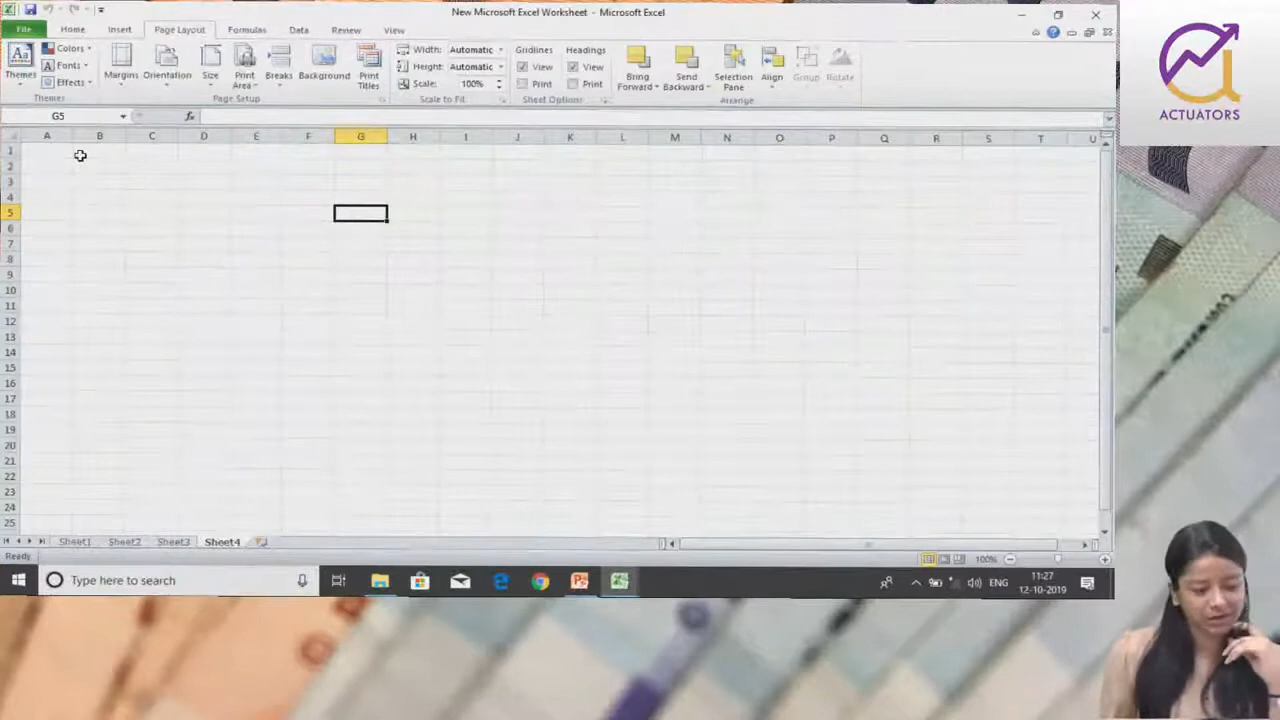 New Microsoft Excel Worksheet - Microsoft Excel
File Home Insert Page Layout Formulas Data Review View
Themes Colors Fonts Effects Margins Orientation Size Print Area Breaks Background Print Titles
Width: Automatic Height: Automatic Scale: 100%
Gridlines View Print Headings View Print
Bring Forward Send Backward Selection Pane Align Group Rotate
Themes Page Setup Scale to Fit Sheet Options Arrange
G5 fx
A B C D E F G H I J K L M N O P Q R S T U
1
2
3
4
5
6
7
8
9
10
11
12
13
14
15
16
17
18
19
20
21
22
23
24
25
Sheet1 Sheet2 Sheet3 Sheet4
Ready 100%
Type here to search
ENG 11:27
12-10-2019
ACTUATORS